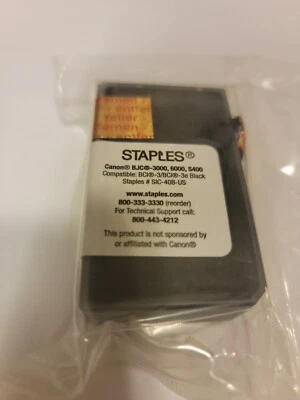 STAPLES®
Canon® BJC®-3000, 6000, S400
Compatible: BCI®-3/BCI®-3e Black
Staples # SIC-40B-US
www.staples.com
800-333-3330 (reorder)
For Technical Support call:
800-443-4212
This product is not sponsored by
or affiliated with Canon®